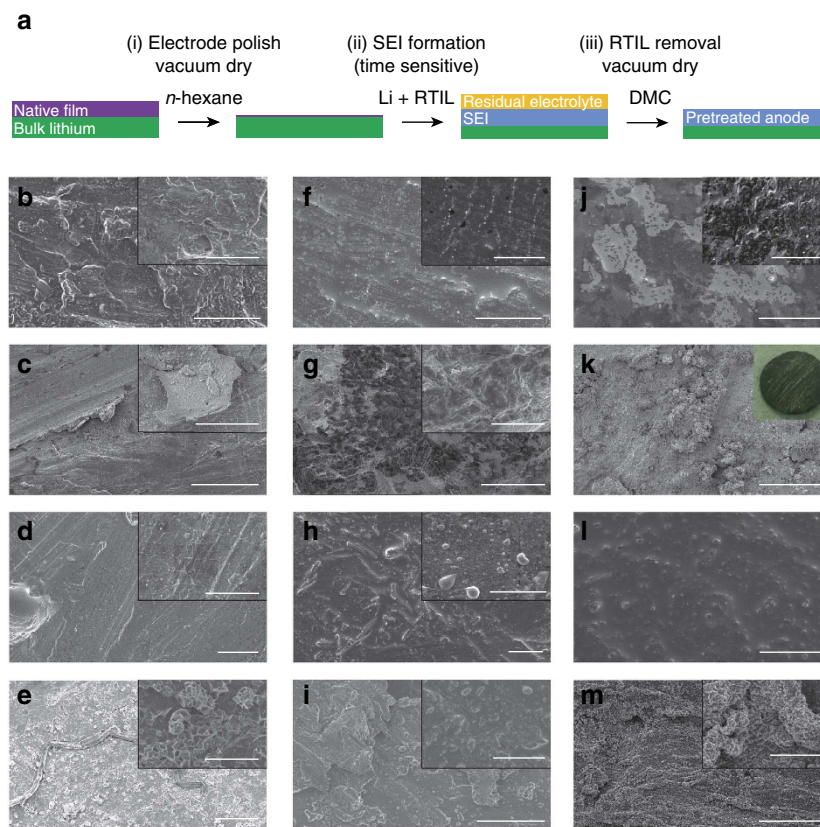 a
(i) Electrode polish
vacuum dry
(ii) SEI formation
(time sensitive)
(iii) RTIL removal
vacuum dry
Native film
Bulk lithium
n-hexane
Li + RTIL
Residual electrolyte
SEI
DMC
Pretreated anode
b
f
j
c
g
k
d
h
l
e
i
m